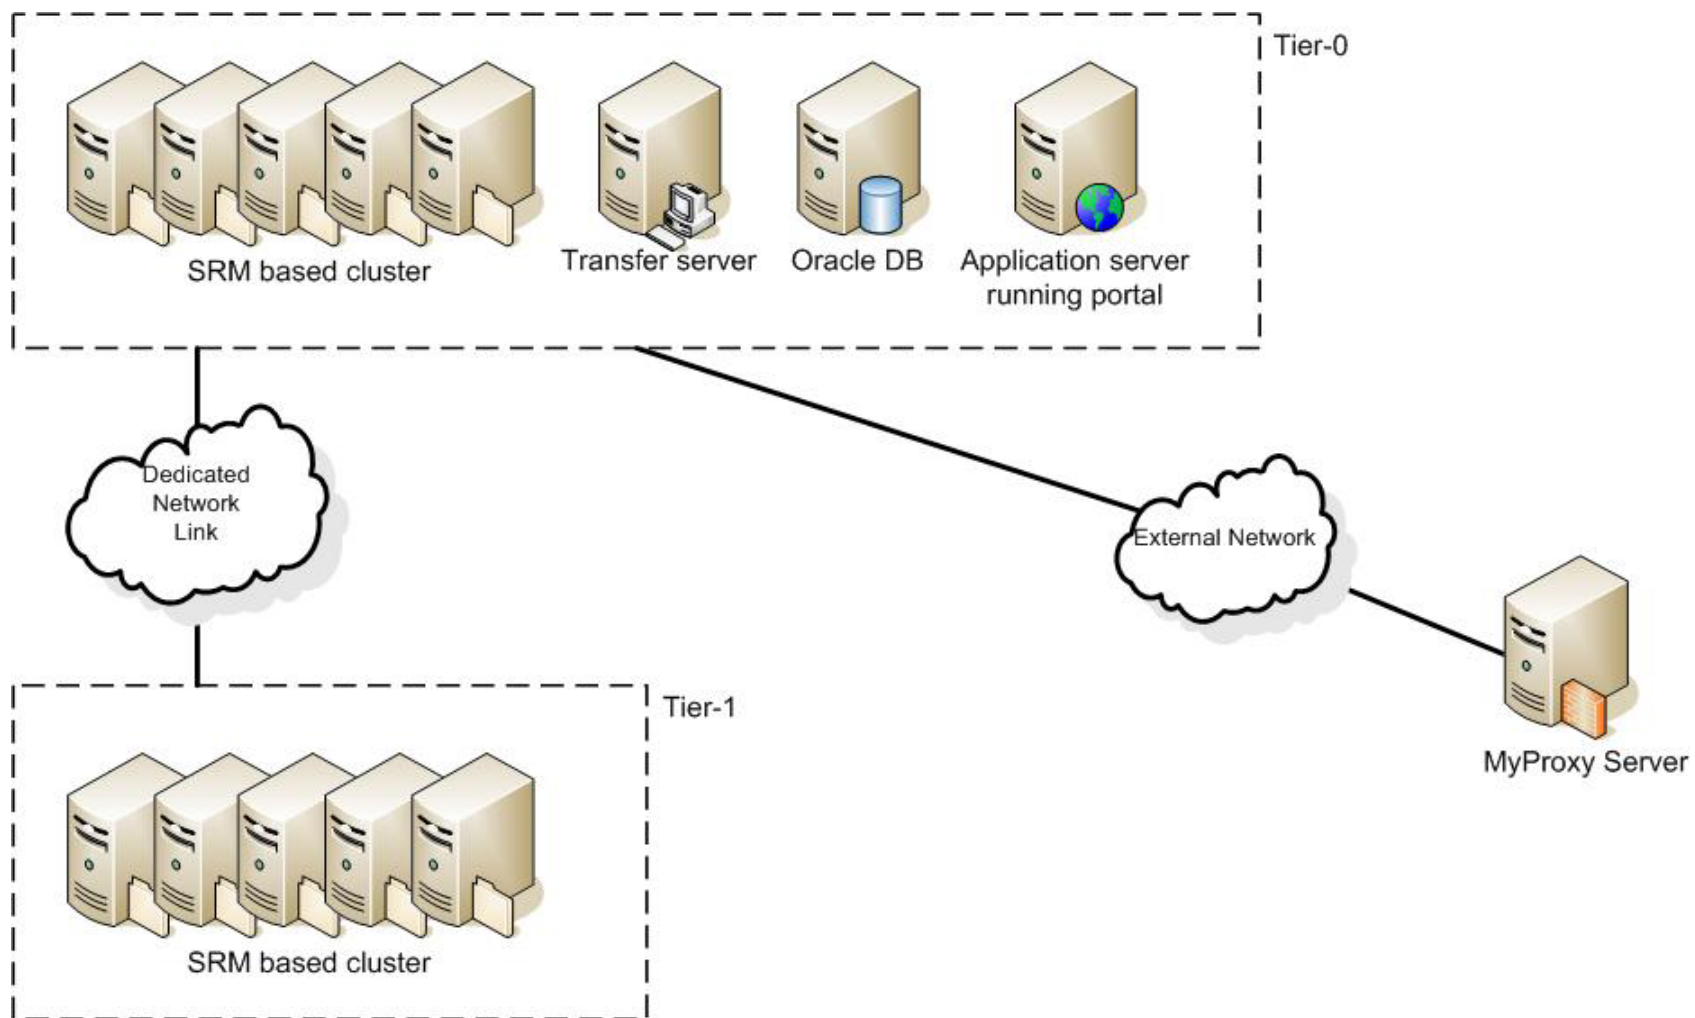 Tier-0
SRM based cluster
Transfer server
Oracle DB
Application server
running portal
Dedicated
Network
Link
External Network
MyProxy Server
Tier-1
SRM based cluster